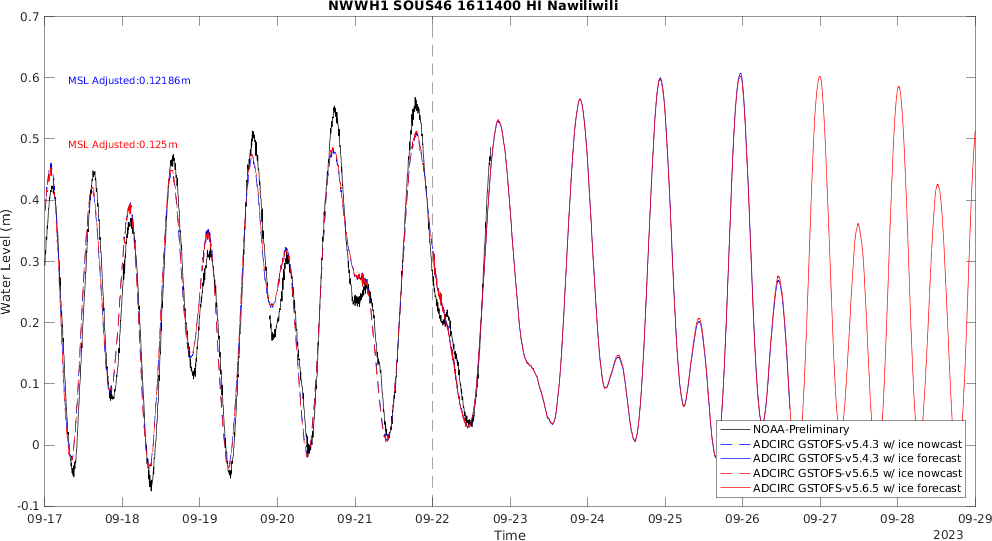 NWWH1 SOUS46 1611400 HI Nawiliwili
0.7
0.6
0.5
0.4
0.3
0.2
0.1
0
-0.1
Water Level (m)
MSL Adjusted:0.12186m
MSL Adjusted:0.125m
NOAA-Preliminary
ADCIRC GSTOFS-v5.4.3 w/ ice nowcast
ADCIRC GSTOFS-v5.4.3 w/ ice forecast
ADCIRC GSTOFS-v5.6.5 w/ ice nowcast
ADCIRC GSTOFS-v5.6.5 w/ ice forecast
09-17 09-18 09-19 09-20 09-21 09-22 09-23 09-24 09-25 09-26 09-27 09-28 09-29
Time
2023